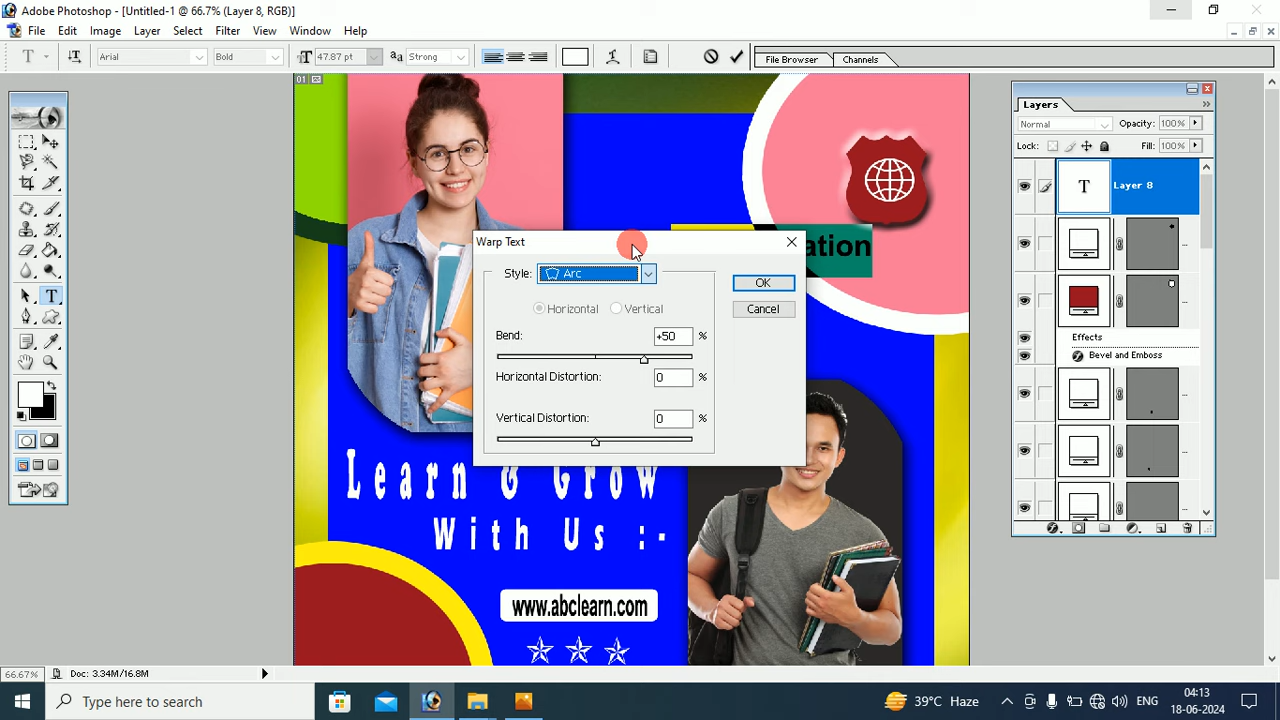 Adobe Photoshop - [Untitled-1 @ 66.7% (Layer 8, RGB)]
File Edit Image Layer Select Filter View Window Help
T T Arial Bold T 47.87 pt aa Strong File Browser Channels
01
Layers
Normal Opacity: 100%
Lock: Fill: 100%
T Layer 8
Effects
Bevel and Emboss
ation
Warp Text
Style: Arc
OK
Horizontal Vertical
Cancel
Bend: +50 %
Horizontal Distortion: 0 %
Vertical Distortion: 0 %
Learn & Grow
With Us :-
www.abclearn.com
66.67% Doc: 3.34M/16.8M
Type here to search
39°C Haze
ENG
04:13
18-06-2024